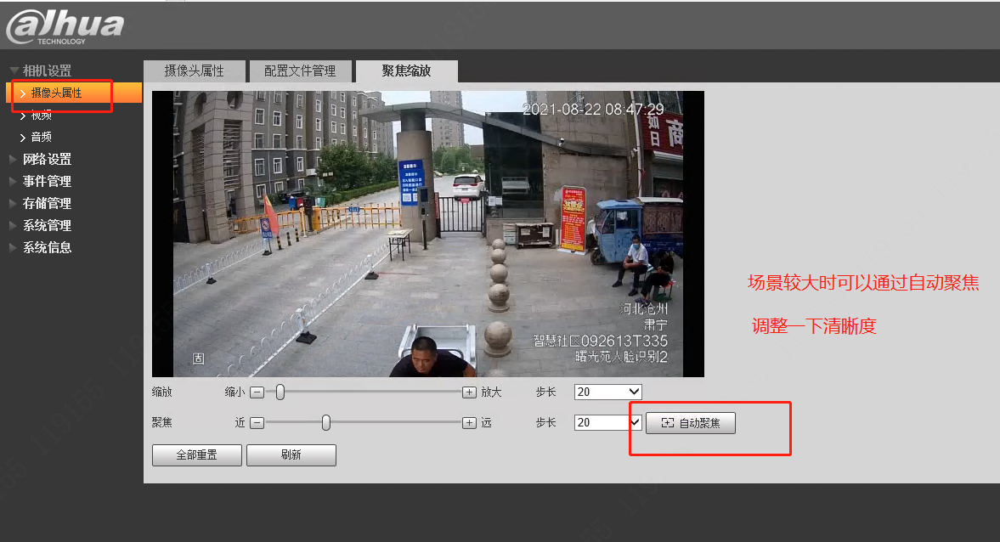 alhua
TECHNOLOGY
相机设置
摄像头属性
视频
音频
网络设置
事件管理
存储管理
系统管理
系统信息
摄像头属性
配置文件管理
聚焦缩放
2021-08-22 08:47:29
如日
商
河北沧州
肃宁
智慧社区092613T335
曙光苑人脸识别2
固
场景较大时可以通过自动聚焦
调整一下清晰度
缩放
缩小
放大
步长
20
聚焦
近
远
步长
20
自动聚焦
全部重置
刷新
119165